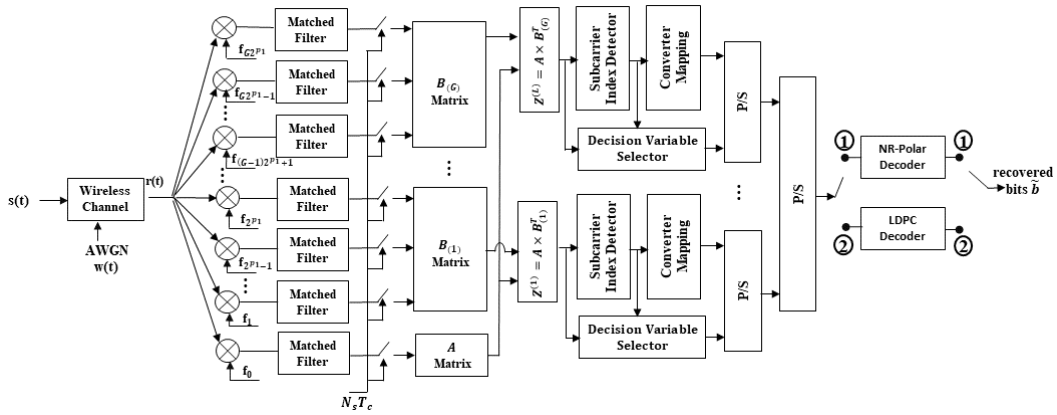 s(t)
Wireless
Channel
AWGN
w(t)
r(t)
f_{G2^{p_1}}
Matched
Filter
f_{G2^{p_1}-1}
Matched
Filter
f_{(G-1)2^{p_1}+1}
Matched
Filter
f_{2^{p_1}}
Matched
Filter
f_{2^{p_1}-1}
Matched
Filter
f_1
Matched
Filter
f_0
Matched
Filter
N_sT_c
B_{(G)}
Matrix
B_{(1)}
Matrix
A
Matrix
Z^{(L)} = A × B^T_{(G)}
Subcarrier
Index Detector
Converter
Mapping
Decision Variable
Selector
P/S
Z^{(1)} = A × B^T_{(1)}
Subcarrier
Index Detector
Converter
Mapping
Decision Variable
Selector
P/S
P/S
① ①
NR-Polar
Decoder
LDPC
Decoder
② ②
recovered
bits b̃